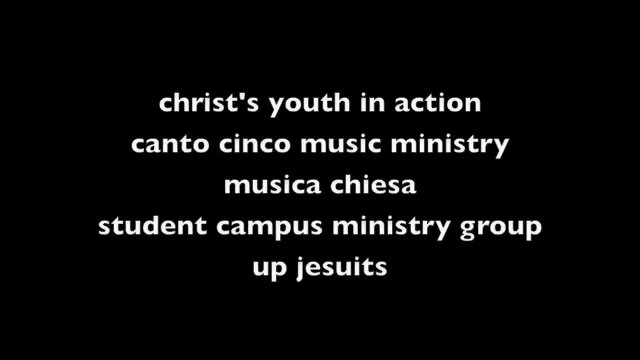 christ's youth in action
canto cinco music ministry
musica chiesa
student campus ministry group
up jesuits